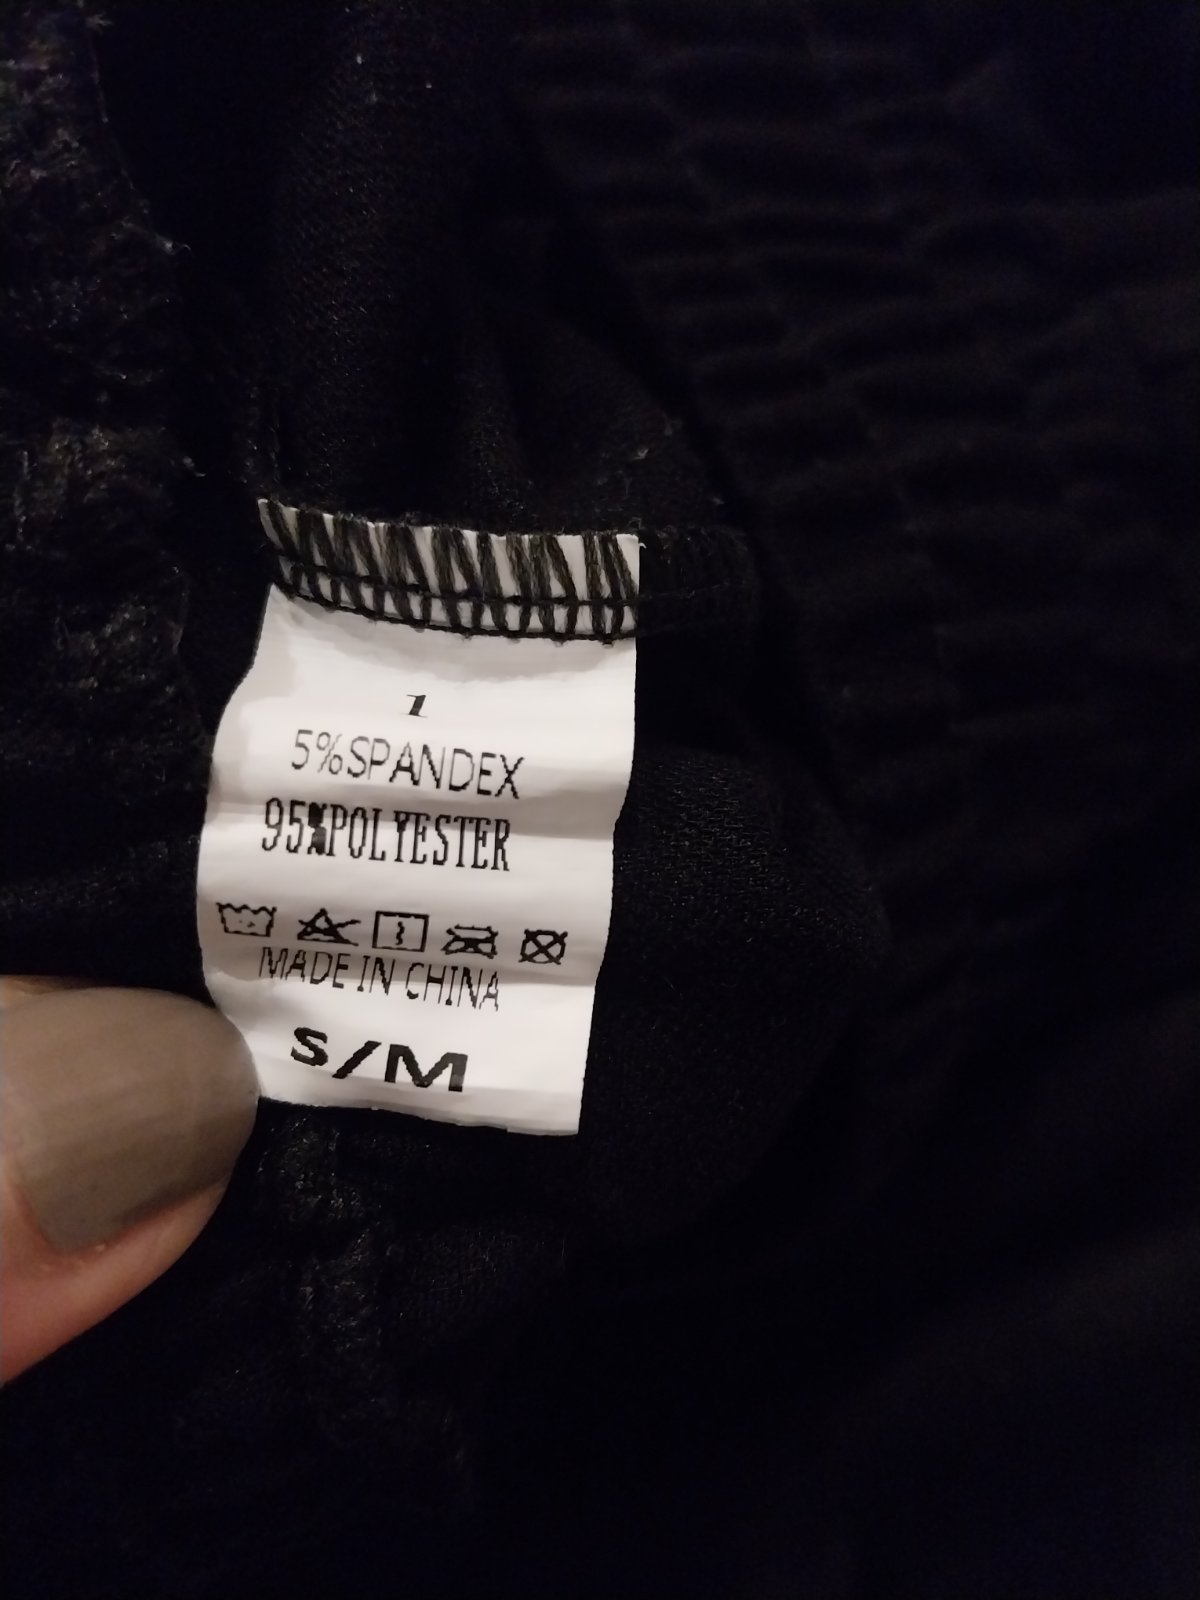 1
5%SPANDEX
95%POLYESTER
MADE IN CHINA
S/M